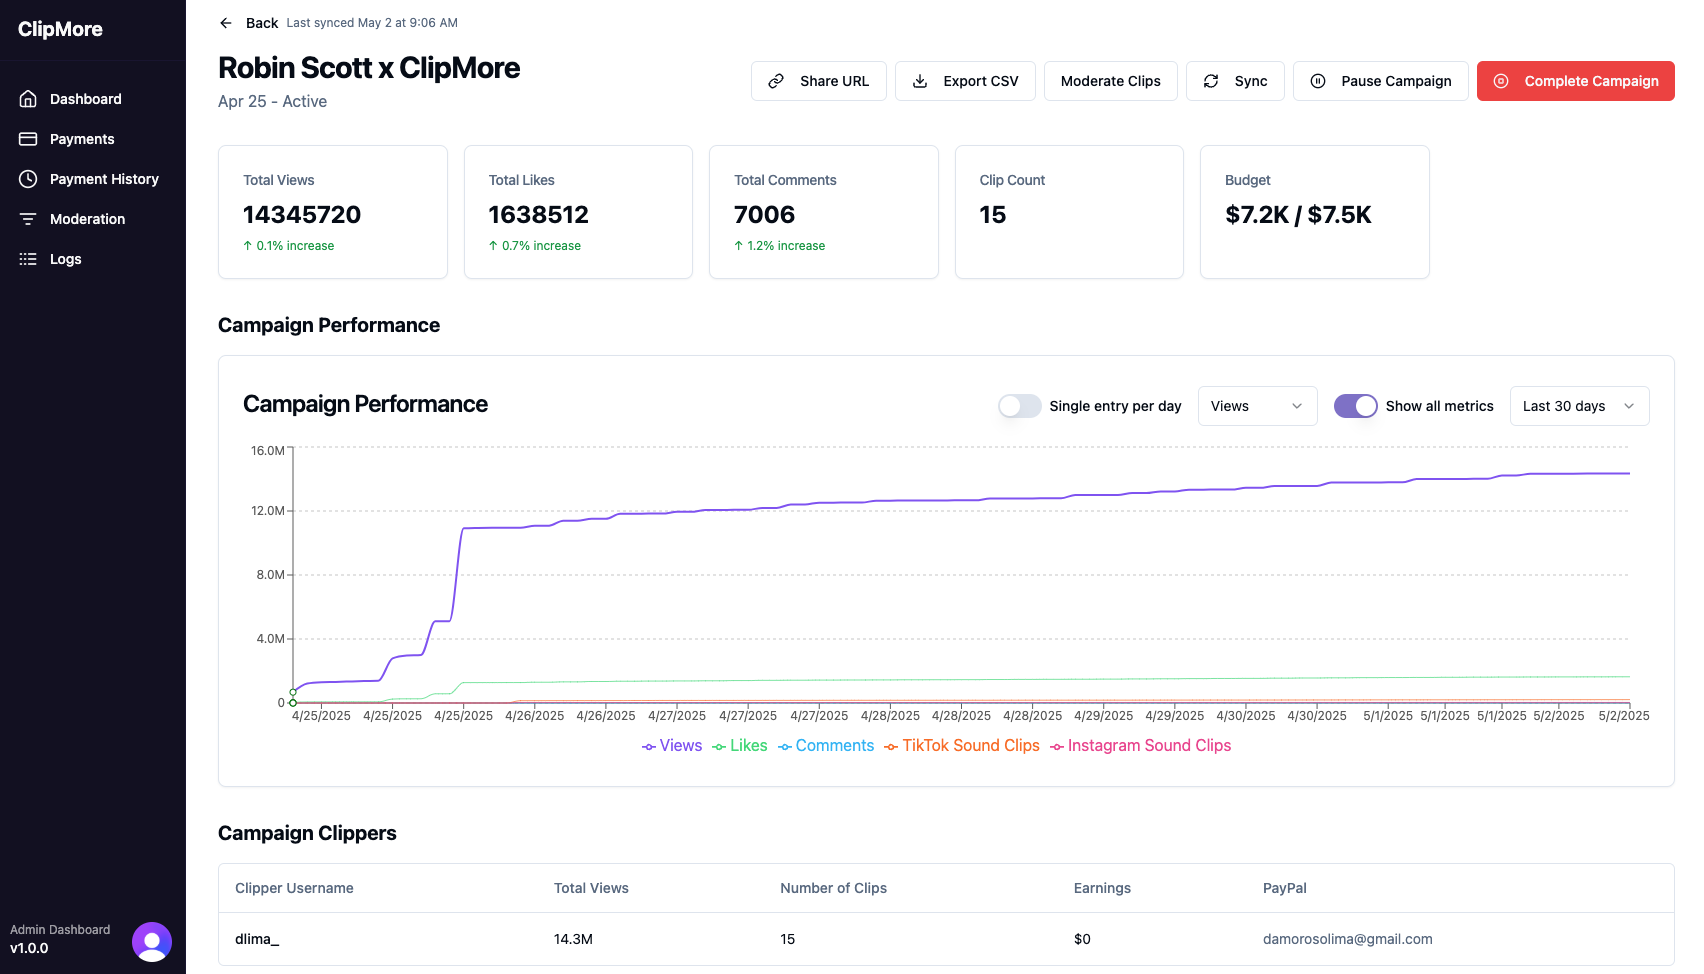 ClipMore
Dashboard
Payments
Payment History
Moderation
Logs
Admin Dashboard
v1.0.0
Back Last synced May 2 at 9:06 AM
Robin Scott x ClipMore
Apr 25 - Active
Share URL Export CSV Moderate Clips Sync Pause Campaign Complete Campaign
Total Views
14345720
↑ 0.1% increase
Total Likes
1638512
↑ 0.7% increase
Total Comments
7006
↑ 1.2% increase
Clip Count
15
Budget
$7.2K / $7.5K
Campaign Performance
Campaign Performance
Single entry per day Views Show all metrics Last 30 days
16.0M
12.0M
8.0M
4.0M
0
4/25/2025 4/25/2025 4/25/2025 4/26/2025 4/26/2025 4/27/2025 4/27/2025 4/27/2025 4/28/2025 4/28/2025 4/28/2025 4/29/2025 4/29/2025 4/30/2025 4/30/2025 5/1/2025 5/1/2025 5/1/2025 5/2/2025 5/2/2025
Views Likes Comments TikTok Sound Clips Instagram Sound Clips
Campaign Clippers
Clipper Username Total Views Number of Clips Earnings PayPal
dlima_ 14.3M 15 $0 damorosolima@gmail.com